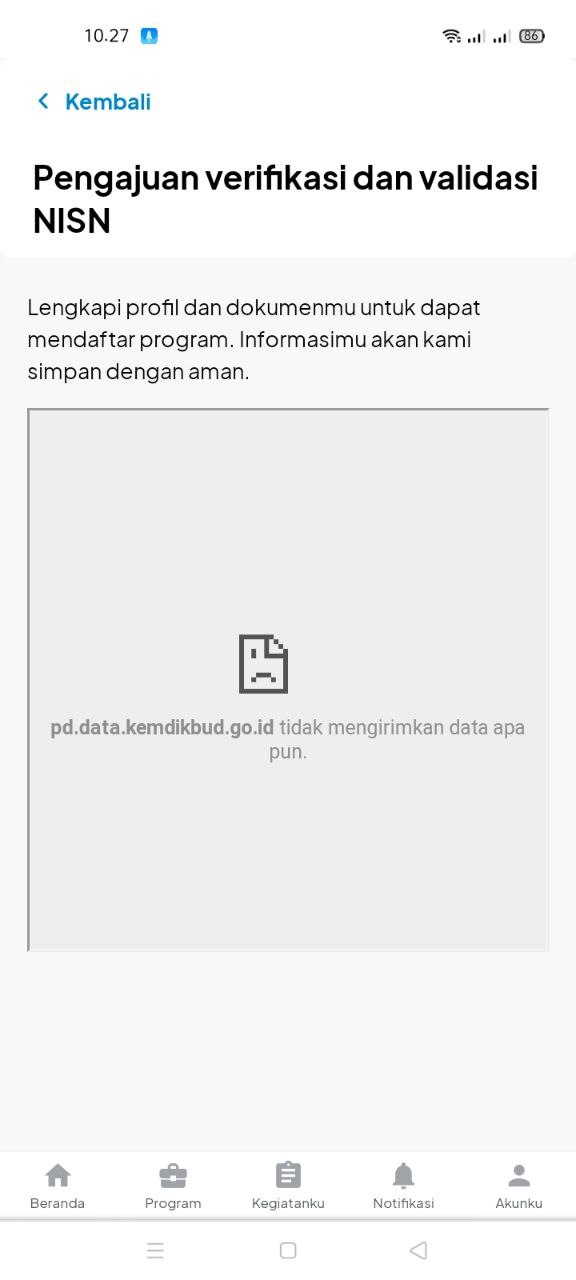 10.27
86
Kembali
Pengajuan verifikasi dan validasi
NISN
Lengkapi profil dan dokumenmu untuk dapat
mendaftar program. Informasimu akan kami
simpan dengan aman.
pd.data.kemdikbud.go.id tidak mengirimkan data apa
pun.
Beranda Program Kegiatanku Notifikasi Akunku